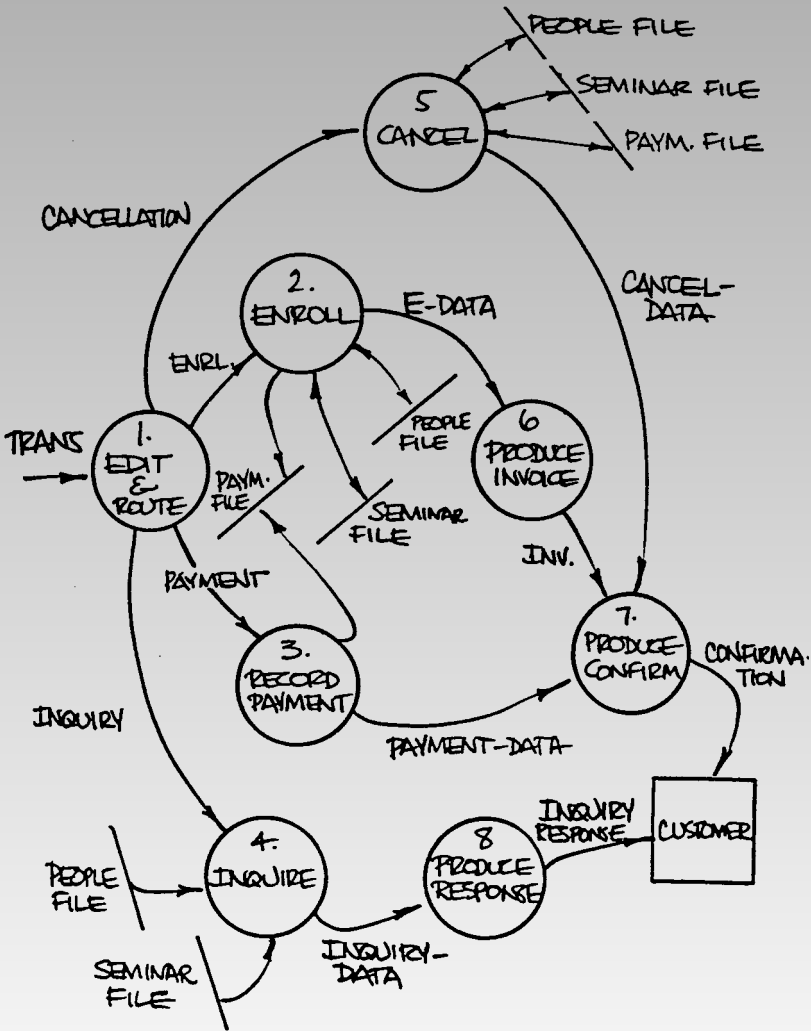 PEOPLE FILE
5
CANCEL
SEMINAR FILE
PAYM. FILE
CANCELLATION
2.
ENROLL
E-DATA
CANCEL-
DATA
ENRL.
PEOPLE
FILE
TRANS
1.
EDIT
&
ROUTE
PAYM.
FILE
SEMINAR
FILE
6
PRODUCE
INVOICE
INV.
PAYMENT
3.
RECORD
PAYMENT
7.
PRODUCE
CONFIRM
CONFIRMA-
TION
INQUIRY
PAYMENT-DATA
4.
INQUIRE
8
PRODUCE
RESPONSE
INQUIRY
RESPONSE
CUSTOMER
PEOPLE
FILE
INQUIRY-
DATA
SEMINAR
FILE